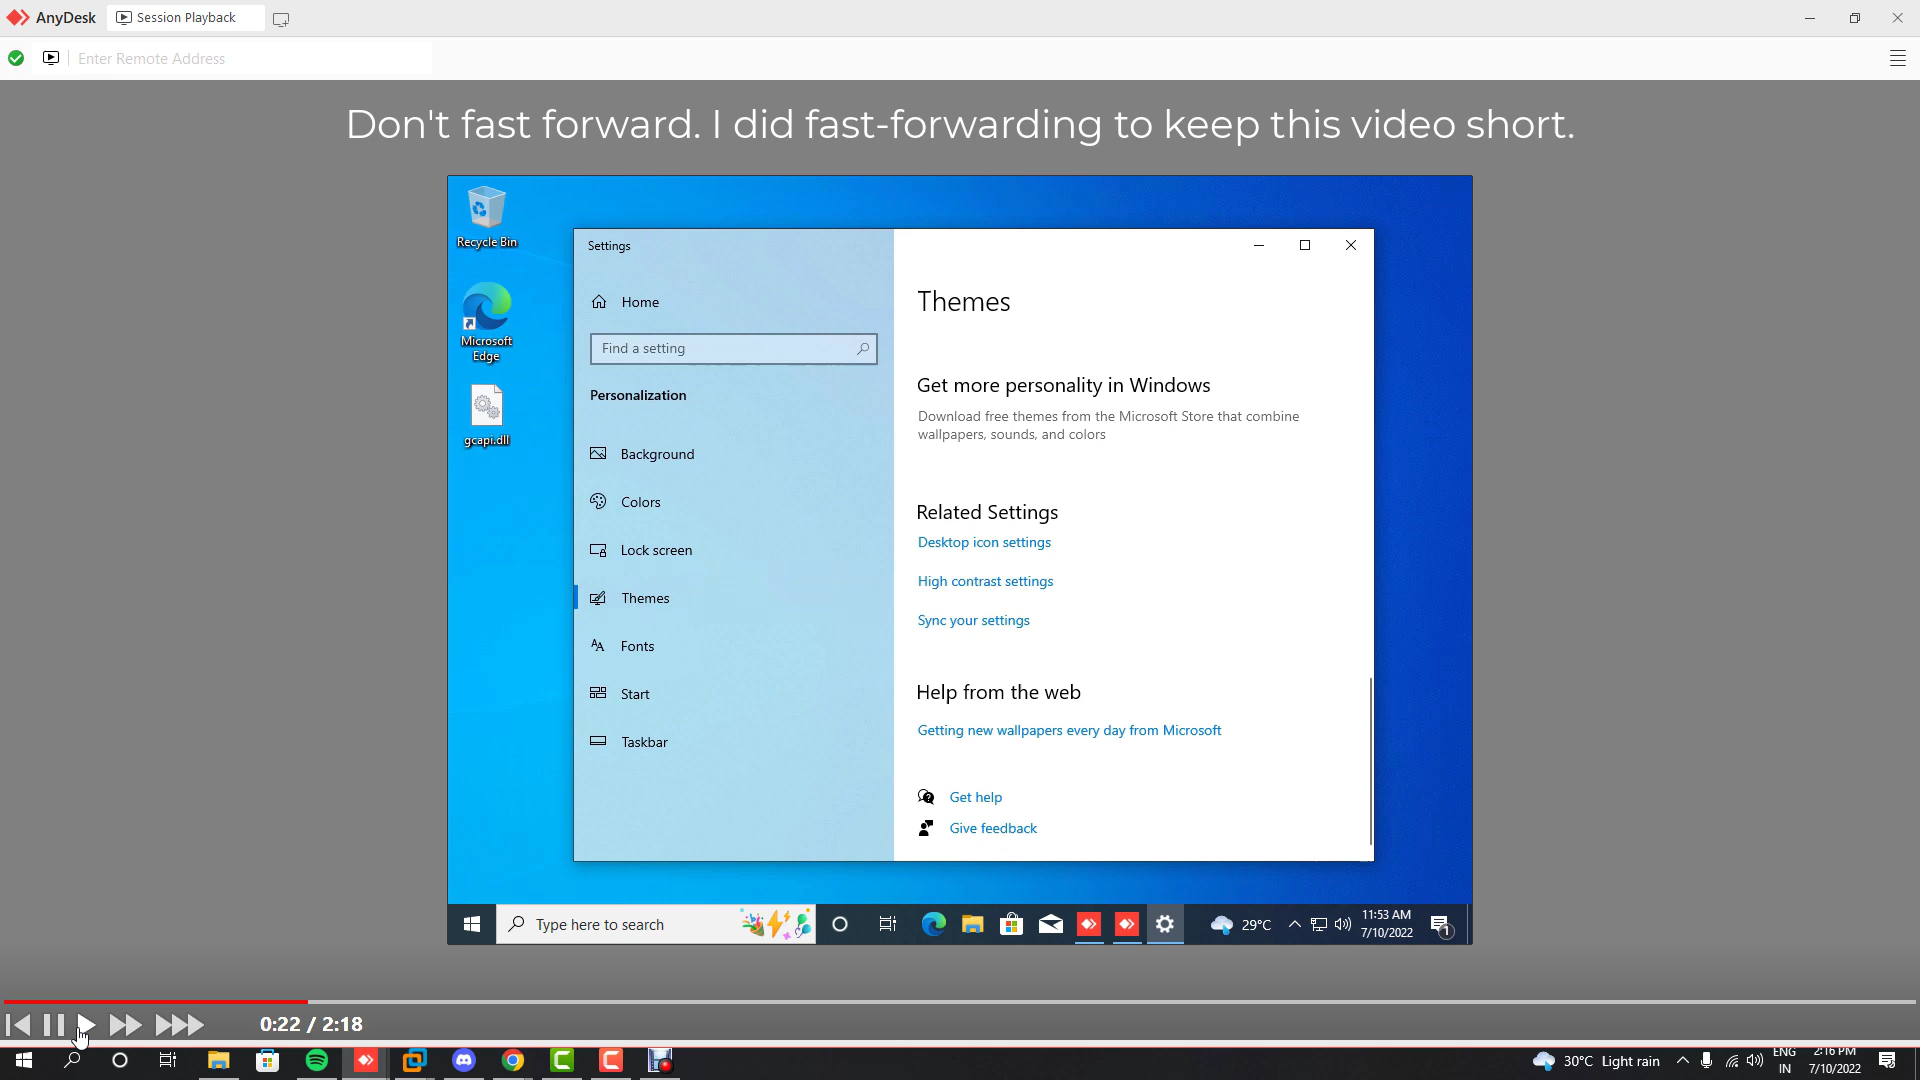 AnyDesk
Session Playback
Enter Remote Address
Don't fast forward. I did fast-forwarding to keep this video short.
Recycle Bin
Microsoft
Edge
gcapi.dll
Settings
Home
Find a setting
Personalization
Background
Colors
Lock screen
Themes
Fonts
Start
Taskbar
Themes
Get more personality in Windows
Download free themes from the Microsoft Store that combine
wallpapers, sounds, and colors
Related Settings
Desktop icon settings
High contrast settings
Sync your settings
Help from the web
Getting new wallpapers every day from Microsoft
Get help
Give feedback
Type here to search
29°C
11:53 AM
7/10/2022
1
0:22 / 2:18
30°C Light rain
ENG
IN
2:16 PM
7/10/2022